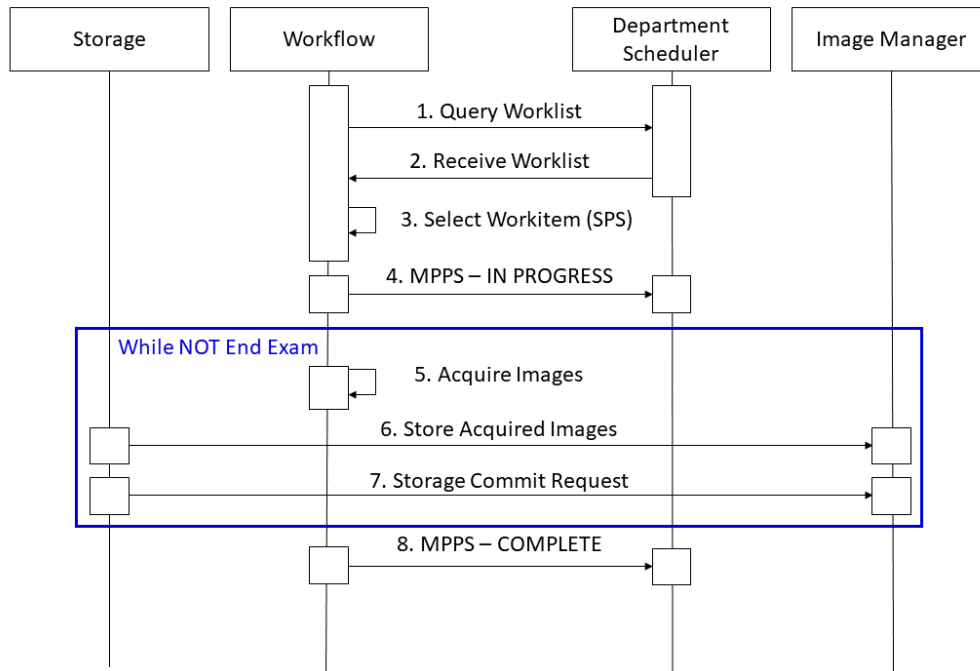 Storage
Workflow
Department
Scheduler
Image Manager
1. Query Worklist
2. Receive Worklist
3. Select Workitem (SPS)
4. MPPS – IN PROGRESS
While NOT End Exam
5. Acquire Images
6. Store Acquired Images
7. Storage Commit Request
8. MPPS – COMPLETE